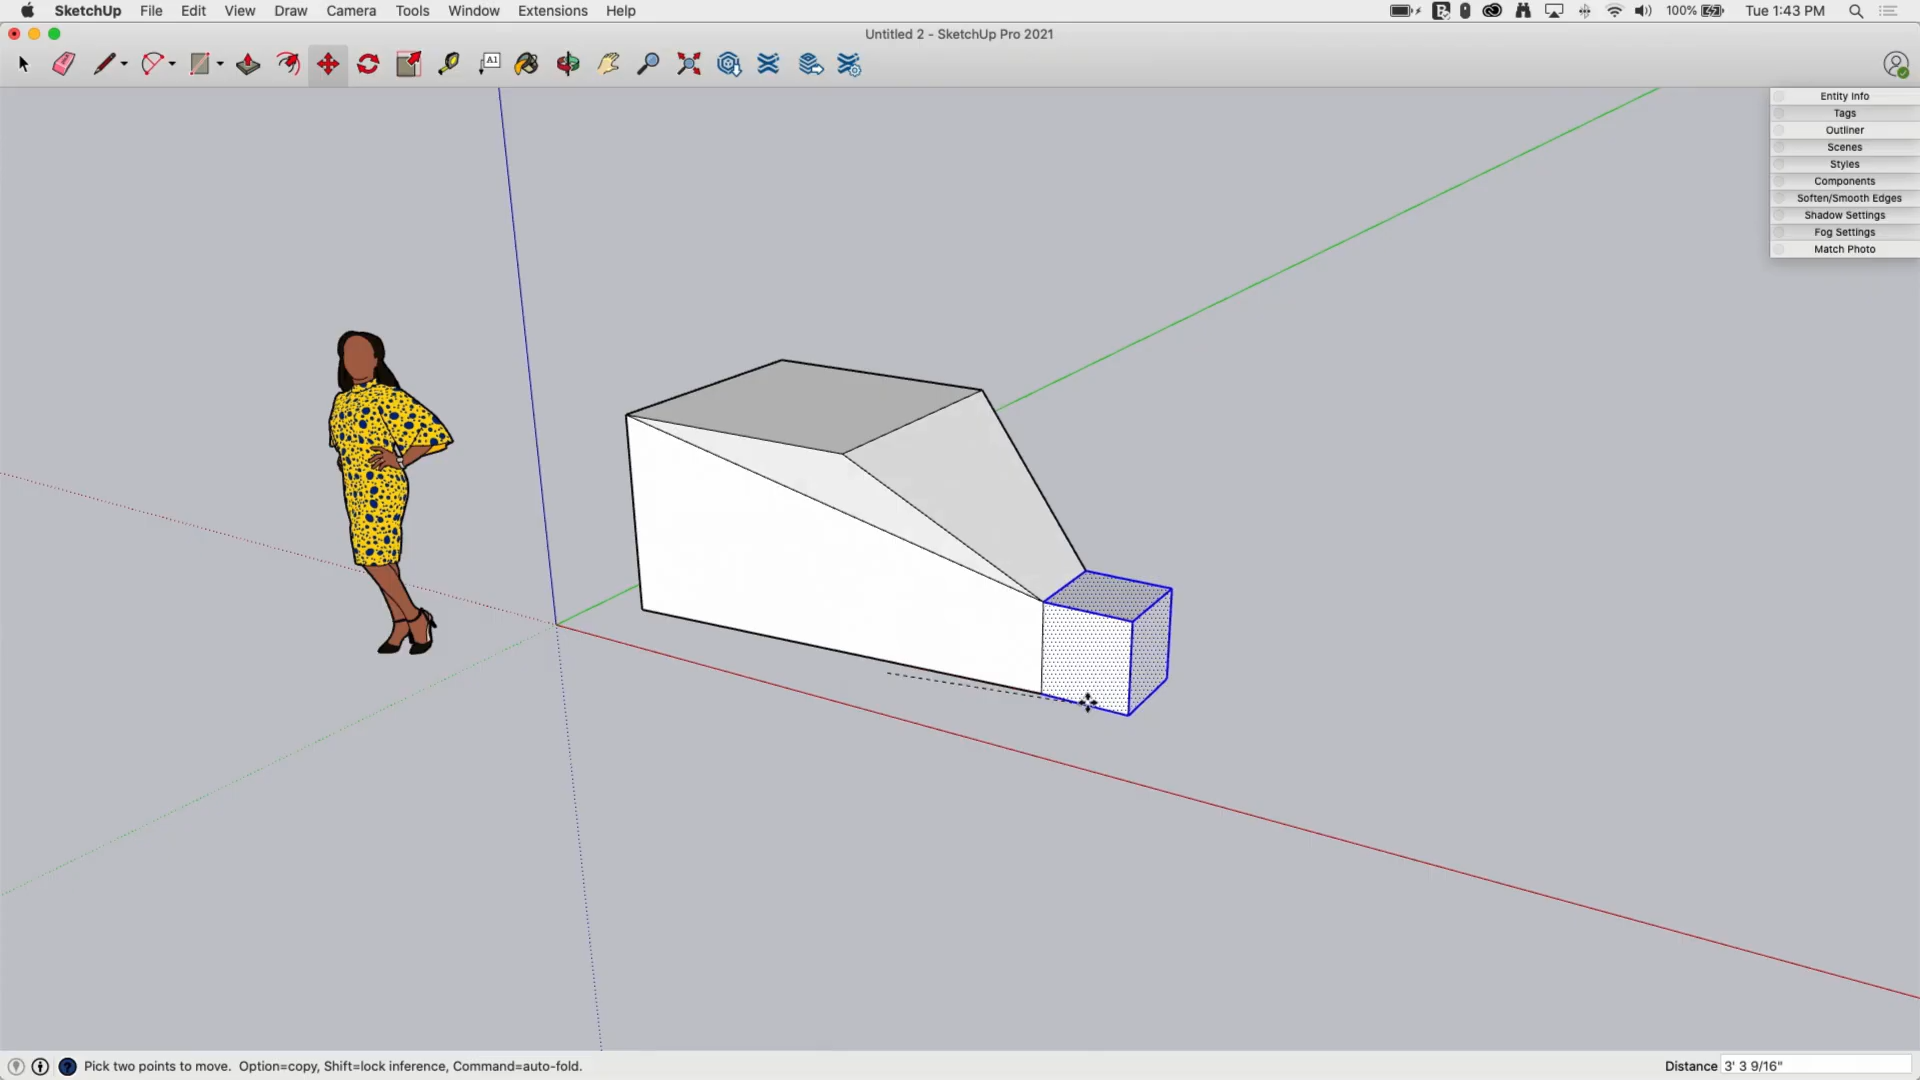 SketchUp File Edit View Draw Camera Tools Window Extensions Help 100% Tue 1:43 PM
Untitled 2 - SketchUp Pro 2021
A1
Entity Info
Tags
Outliner
Scenes
Styles
Components
Soften/Smooth Edges
Shadow Settings
Fog Settings
Match Photo
Pick two points to move. Option=copy, Shift=lock inference, Command=auto-fold. Distance 3' 3 9/16"